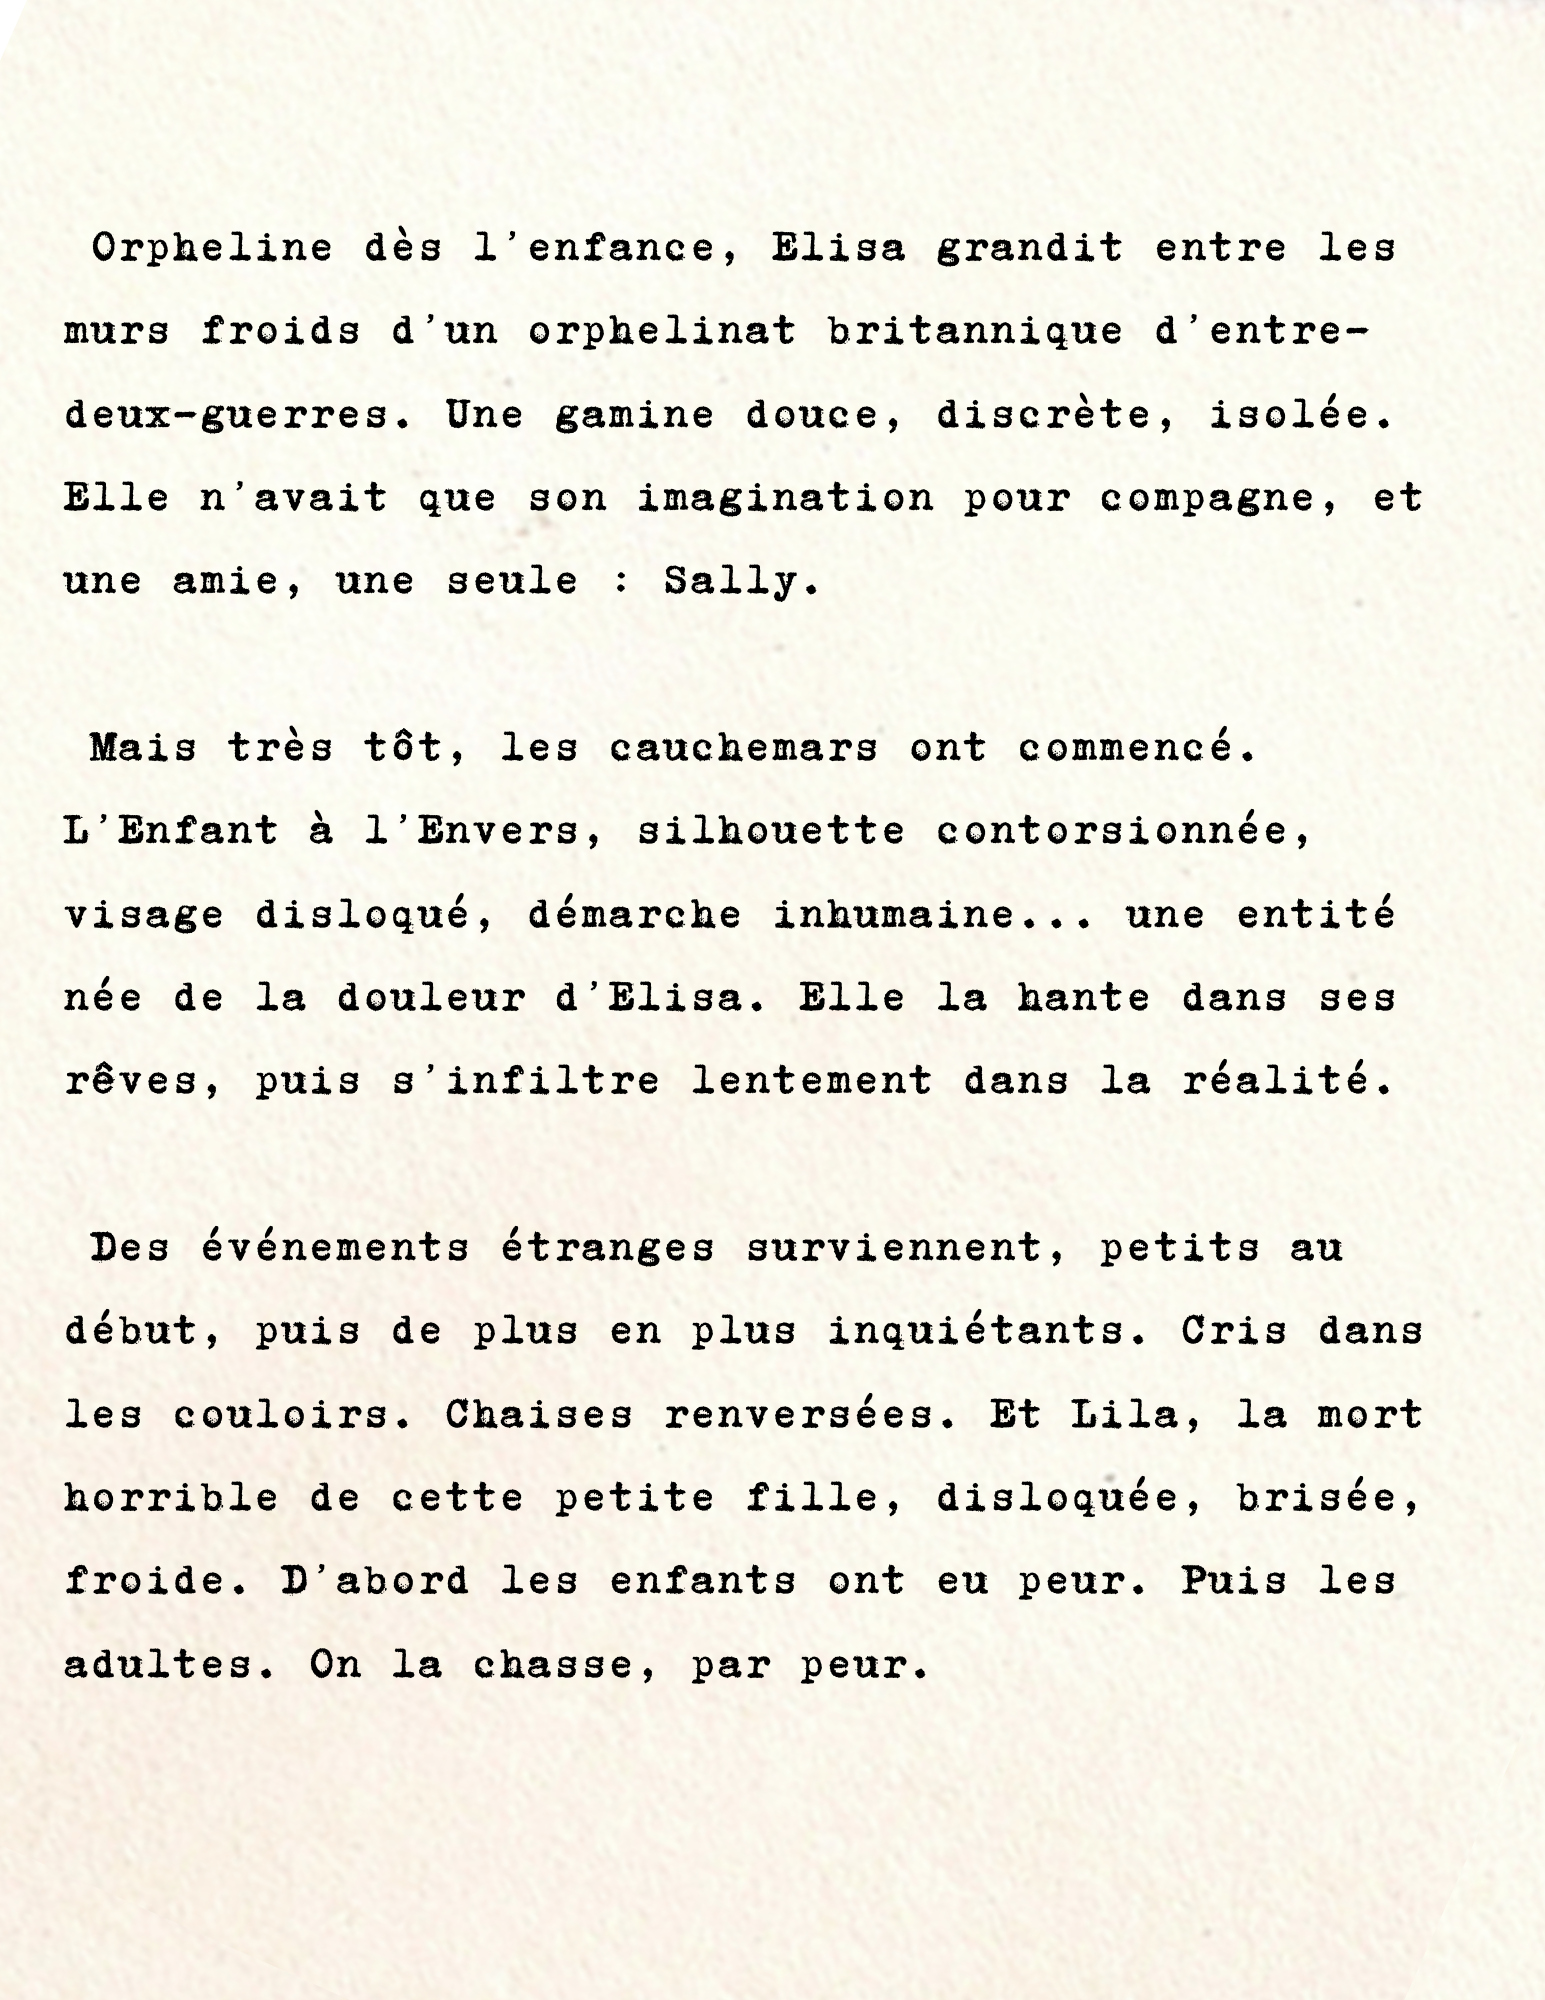 Orpheline dès l'enfance, Elisa grandit entre les
murs froids d'un orphelinat britannique d'entre-
deux-guerres. Une gamine douce, discrète, isolée.
Elle n'avait que son imagination pour compagne, et
une amie, une seule : Sally.
Mais très tôt, les cauchemars ont commencé.
L'Enfant à l'Envers, silhouette contorsionnée,
visage disloqué, démarche inhumaine... une entité
née de la douleur d'Elisa. Elle la hante dans ses
rêves, puis s'infiltre lentement dans la réalité.
Des événements étranges surviennent, petits au
début, puis de plus en plus inquiétants. Cris dans
les couloirs. Chaises renversées. Et Lila, la mort
horrible de cette petite fille, disloquée, brisée,
froide. D'abord les enfants ont eu peur. Puis les
adultes. On la chasse, par peur.